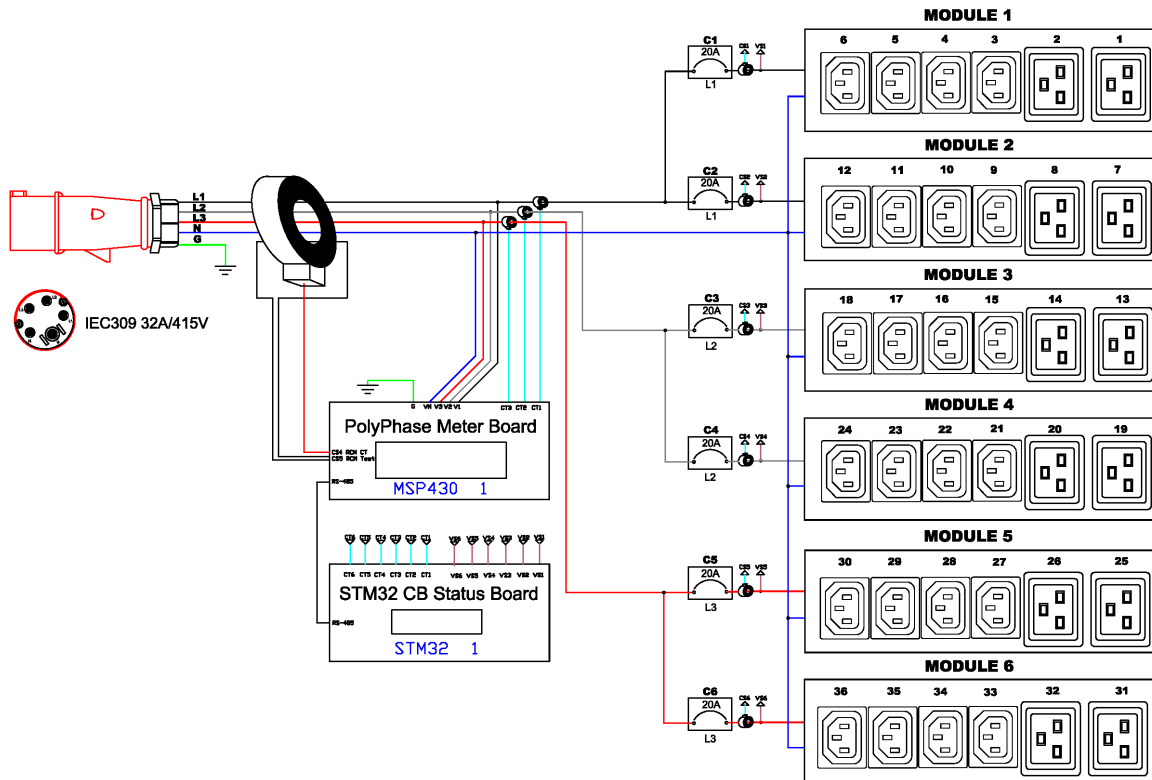 MODULE 1
C1
20A
L1
CS1 VS1
6 5 4 3 2 1
MODULE 2
C2
20A
L1
CS2 VS2
12 11 10 9 8 7
L1
L2
L3
N
G
IEC309 32A/415V
MODULE 3
C3
20A
L2
CS3 VS3
18 17 16 15 14 13
MODULE 4
C4
20A
L2
CS4 VS4
24 23 22 21 20 19
G VN V3 V2 V1 CT3 CT2 CT1
PolyPhase Meter Board
CS4 RCM CT
CS5 RCM Test
RS-485
MSP430 1
CT6 CT5 CT4 CT3 CT2 CT1 VS6 VS5 VS4 VS3 VS2 VS1
STM32 CB Status Board
RS-485
STM32 1
MODULE 5
C5
20A
L3
CS5 VS5
30 29 28 27 26 25
MODULE 6
C6
20A
L3
CS6 VS6
36 35 34 33 32 31